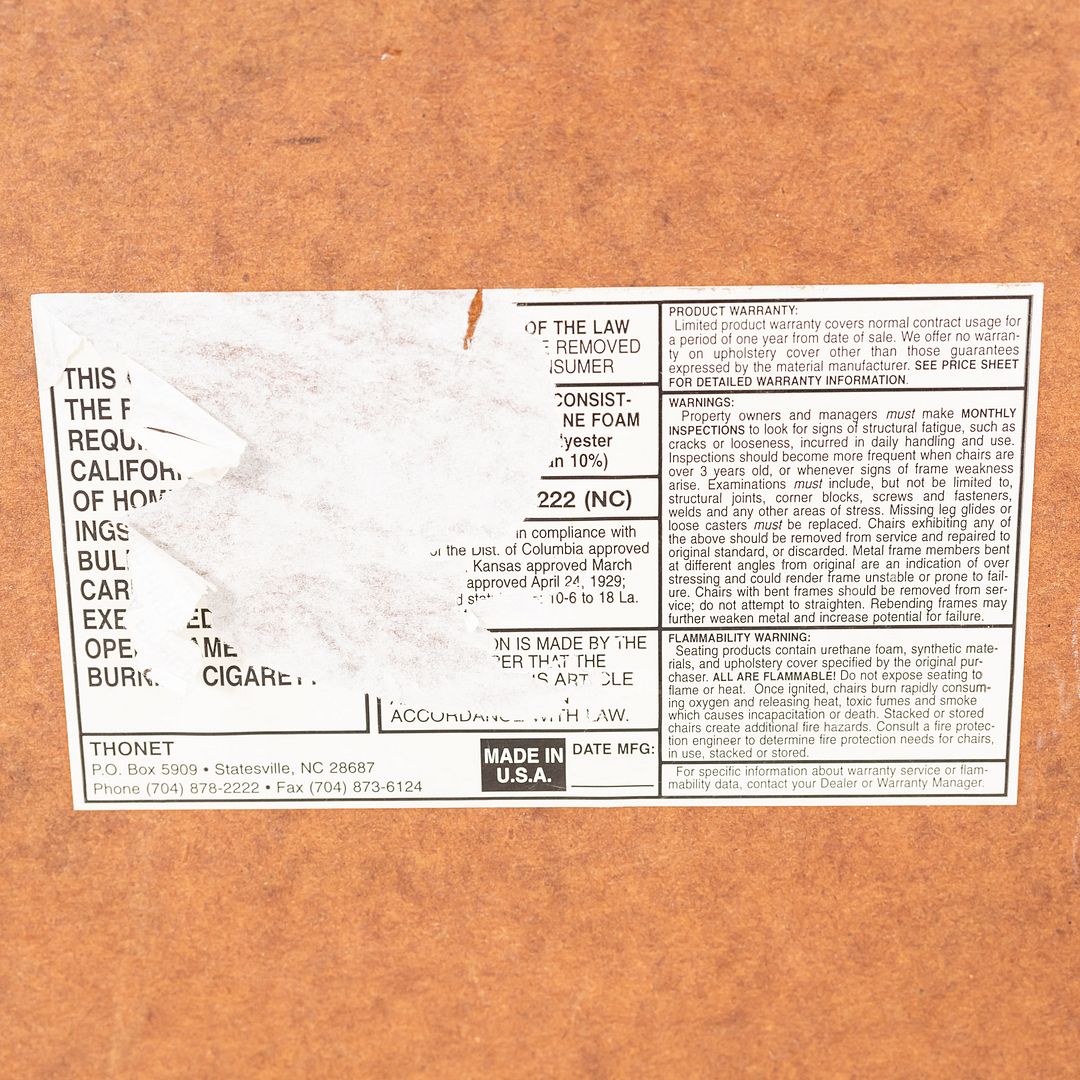 THIS
THE
OF
INGS
OPE
CIGARE
OF THE LAW
REMOVED
CONSIST-
NE FOAM
10%)
222 (NC)
in compliance with
the Dist. of Columbia approved
Kansas approved March
approved April 24, 1929;
10-6 to 18 La.
ON IS MADE BY THE
THAT THE
WITH LAW.
THONET
P.O. Box 5909 • Statesville, NC 28687
Phone (704) 878-2222 • Fax (704) 873-6124
MADE IN
U.S.A.
DATE MFG:
PRODUCT WARRANTY:
Limited product warranty covers normal contract usage for
a period of one year from date of sale. We offer no warran-
ty on upholstery cover other than those guarantees
expressed by the material manufacturer. SEE PRICE SHEET
FOR DETAILED WARRANTY INFORMATION.
WARNINGS:
Property owners and managers must make MONTHLY
INSPECTIONS to look for signs of structural fatigue, such as
cracks or looseness, incurred in daily handling and use.
Inspections should become more frequent when chairs are
over 3 years old, or whenever signs of frame weakness
arise. Examinations must include, but not be limited to,
structural joints, corner blocks, screws and fasteners,
welds and any other areas of stress. Missing leg glides or
loose casters must be replaced. Chairs exhibiting any of
the above should be removed from service and repaired to
original standard, or discarded. Metal frame members bent
at different angles from original are an indication of over
stressing and could render frame unstable or prone to fail-
ure. Chairs with bent frames should be removed from ser-
vice; do not attempt to straighten. Rebending frames may
further weaken metal and increase potential for failure.
FLAMMABILITY WARNING:
Seating products contain urethane foam, synthetic mate-
rials, and upholstery cover specified by the original pur-
chaser. ALL ARE FLAMMABLE! Do not expose seating to
flame or heat. Once ignited, chairs burn rapidly consum-
ing oxygen and releasing heat, toxic fumes and smoke
which causes incapacitation or death. Stacked or stored
chairs create additional fire hazards. Consult a fire protec-
tion engineer to determine fire protection needs for chairs,
in use, stacked or stored.
For specific information about warranty service or flam-
mability data, contact your Dealer or Warranty Manager.